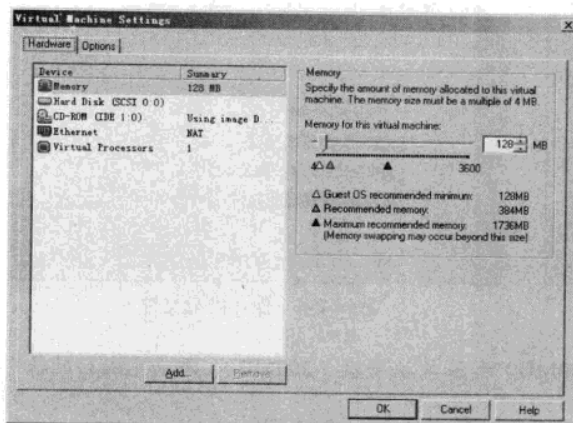 Virtual Machine Settings
Hardware Options
Device Summary
Memory 128 MB
Hard Disk (SCSI 0:0)
CD-ROM (IDE 1:0) Using image D...
Ethernet NAT
Virtual Processors 1
Add... Remove
Memory
Specify the amount of memory allocated to this virtual
machine. The memory size must be a multiple of 4 MB.
Memory for this virtual machine:
128 MB
4 3600
Guest OS recommended minimum: 128MB
Recommended memory: 384MB
Maximum recommended memory: 1736MB
(Memory swapping may occur beyond this size)
OK Cancel Help